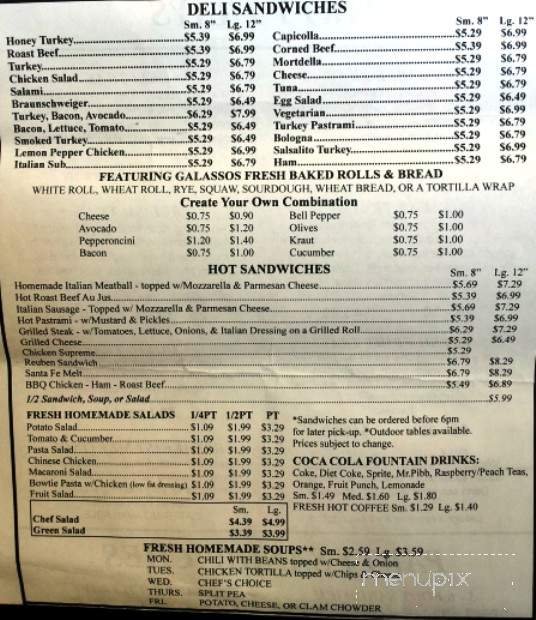 DELI SANDWICHES
Sm. 8" Lg. 12"
Honey Turkey $5.39 $6.99
Roast Beef $5.39 $6.99
Turkey $5.29 $6.79
Chicken Salad $5.29 $6.79
Salami $5.29 $6.79
Braunschweiger $5.29 $6.49
Turkey, Bacon, Avocado $6.29 $7.99
Bacon, Lettuce, Tomato $5.29 $6.49
Smoked Turkey $5.29 $6.49
Lemon Pepper Chicken $5.29 $6.99
Italian Sub $5.29 $6.79
Sm. 8" Lg. 12"
Capicolla $5.29 $6.99
Corned Beef $5.39 $6.99
Mortdella $5.29 $6.79
Cheese $5.29 $6.79
Tuna $5.29 $6.79
Egg Salad $5.29 $6.49
Vegetarian $5.29 $6.99
Turkey Pastrami $5.29 $6.79
Bologna $5.29 $6.79
Salsalito Turkey $5.29 $6.99
Ham $5.29 $6.79
FEATURING GALASSOS FRESH BAKED ROLLS & BREAD
WHITE ROLL, WHEAT ROLL, RYE, SQUAW, SOURDOUGH, WHEAT BREAD, OR A TORTILLA WRAP
Create Your Own Combination
Cheese $0.75 $0.90 Bell Pepper $0.75 $1.00
Avocado $0.75 $1.20 Olives $0.75 $1.00
Pepperoncini $1.20 $1.40 Kraut $0.75 $1.00
Bacon $0.75 $1.00 Cucumber $0.75 $1.00
HOT SANDWICHES Sm. 8" Lg. 12"
Homemade Italian Meatball - topped w/Mozzarella & Parmesan Cheese $5.69 $7.29
Hot Roast Beef Au Jus $5.39 $6.99
Italian Sausage - Topped w/ Mozzarella & Parmesan Cheese $5.69 $7.29
Hot Pastrami - w/Mustard & Pickles $5.39 $6.99
Grilled Steak - w/Tomatoes, Lettuce, Onions, & Italian Dressing on a Grilled Roll $6.29 $7.29
Grilled Cheese $5.29 $6.49
Chicken Supreme $5.29
Reuben Sandwich $6.79 $8.29
Santa Fe Melt $6.79 $8.29
BBQ Chicken - Ham - Roast Beef $5.49 $6.89
1/2 Sandwich, Soup, or Salad $5.99
FRESH HOMEMADE SALADS 1/4PT 1/2PT PT
Potato Salad $1.09 $1.99 $3.29
Tomato & Cucumber $1.09 $1.99 $3.29
Pasta Salad $1.09 $1.99 $3.29
Chinese Chicken $1.09 $1.99 $3.29
Macaroni Salad $1.09 $1.99 $3.29
Bowtie Pasta w/Chicken (low fat dressing) $1.09 $1.99 $3.29
Fruit Salad $1.09 $1.99 $3.29
Sm. Lg.
Chef Salad $4.39 $4.99
Green Salad $3.39 $3.99
*Sandwiches can be ordered before 6pm
for later pick-up. *Outdoor tables available.
Prices subject to change.
COCA COLA FOUNTAIN DRINKS:
Coke, Diet Coke, Sprite, Mr.Pibb, Raspberry/Peach Teas,
Orange, Fruit Punch, Lemonade
Sm. $1.49 Med. $1.60 Lg. $1.80
FRESH HOT COFFEE Sm. $1.29 Lg. $1.40
FRESH HOMEMADE SOUPS** Sm. $2.59 Lg. $3.59
MON. CHILI WITH BEANS topped w/Cheese & Onion
TUES. CHICKEN TORTILLA topped w/Chips &
WED. CHEF'S CHOICE
THURS. SPLIT PEA
FRI. POTATO, CHEESE, OR CLAM CHOWDER
menupix